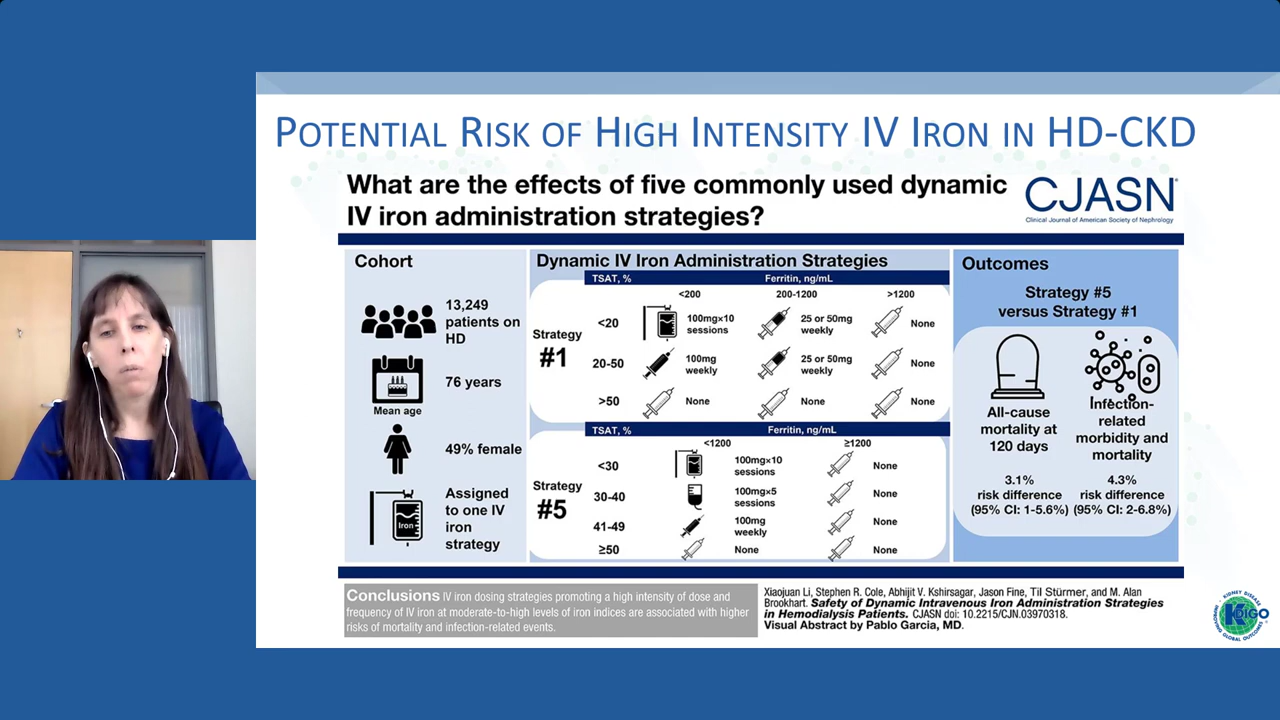 POTENTIAL RISK OF HIGH INTENSITY IV IRON IN HD-CKD
What are the effects of five commonly used dynamic
IV iron administration strategies?
CJASN
Clinical Journal of American Society of Nephrology
Cohort
13,249
patients on
HD
76 years
Mean age
49% female
Iron
Assigned
to one IV
iron
strategy
Dynamic IV Iron Administration Strategies
TSAT, % Ferritin, ng/mL
<200 200-1200 >1200
Strategy
#1
<20 100mg×10 sessions 25 or 50mg weekly None
20-50 100mg weekly 25 or 50mg weekly None
>50 None None None
TSAT, % Ferritin, ng/mL
<1200 ≥1200
Strategy
#5
<30 100mg×10 sessions None
30-40 100mg×5 sessions None
41-49 100mg weekly None
≥50 None None
Outcomes
Strategy #5
versus Strategy #1
All-cause
mortality at
120 days
3.1%
risk difference
(95% CI: 1-5.6%)
Infection-
related
morbidity and
mortality
4.3%
risk difference
(95% CI: 2-6.8%)
Conclusions IV iron dosing strategies promoting a high intensity of dose and
frequency of IV iron at moderate-to-high levels of iron indices are associated with higher
risks of mortality and infection-related events.
Xiaojuan Li, Stephen R. Cole, Abhijit V. Kshirsagar, Jason Fine, Til Stürmer, and M. Alan
Brookhart. Safety of Dynamic Intravenous Iron Administration Strategies
in Hemodialysis Patients. CJASN doi: 10.2215/CJN.03970318.
Visual Abstract by Pablo Garcia, MD.
KIDNEY DISEASE
KDIGO
IMPROVING GLOBAL OUTCOMES